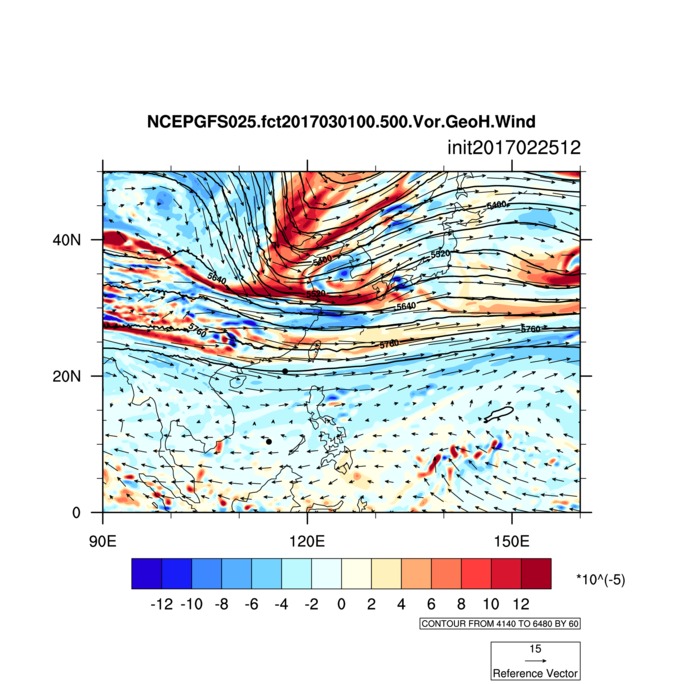 NCEPGFS025.fct2017030100.500.Vor.GeoH.Wind
init2017022512
40N
20N
0
90E 120E 150E
5400
5520
5640
5640
5760
5760
5760
-12 -10 -8 -6 -4 -2 0 2 4 6 8 10 12
*10^(-5)
CONTOUR FROM 4140 TO 6480 BY 60
15
Reference Vector